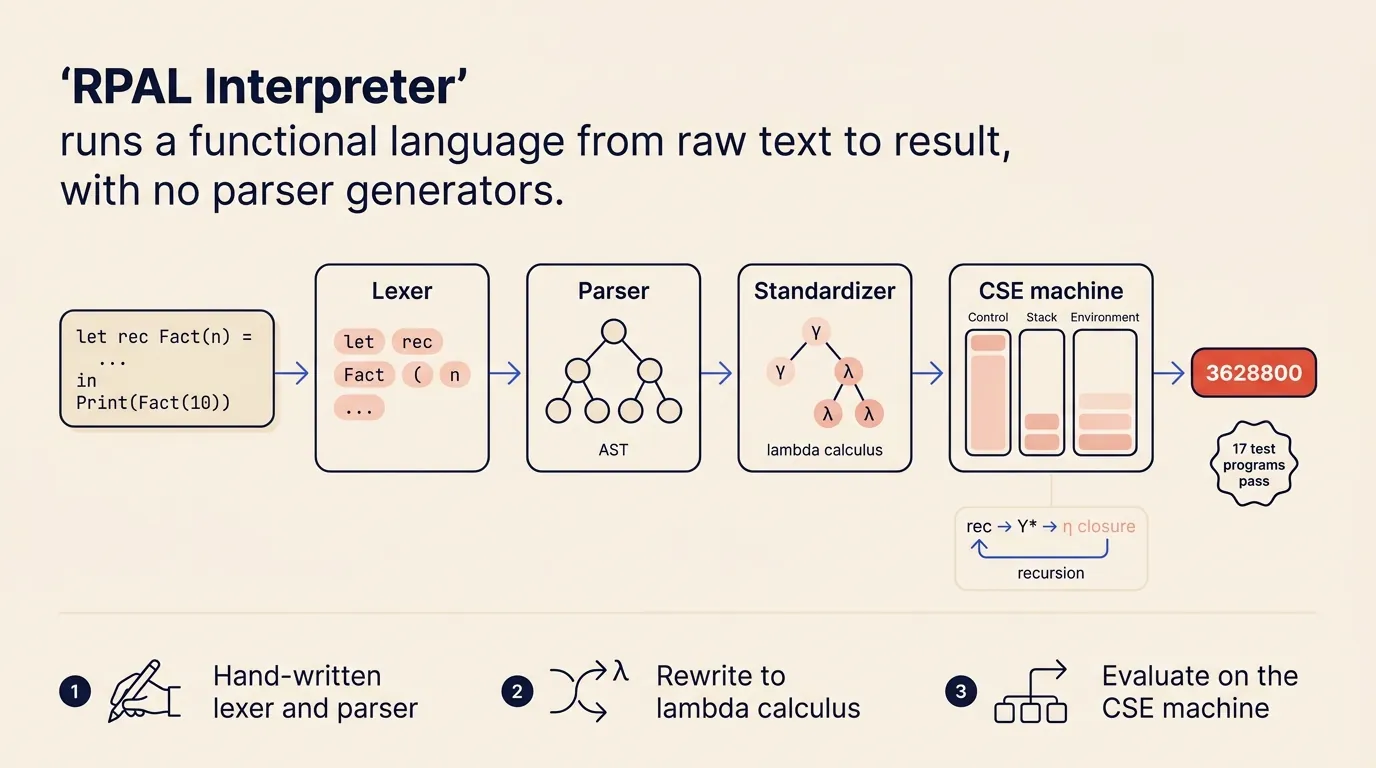 ‘RPAL Interpreter’
runs a functional language from raw text to result,
with no parser generators.
let rec Fact(n) =
...
in
Print(Fact(10))
Lexer
let rec
Fact ( n
...
Parser
AST
Standardizer
γ
γ λ
λ λ
lambda calculus
CSE machine
Control Stack Environment
3628800
17 test
programs
pass
rec → Y* → η closure
recursion
1
Hand-written
lexer and parser
2
λ
Rewrite to
lambda calculus
3
Evaluate on the
CSE machine